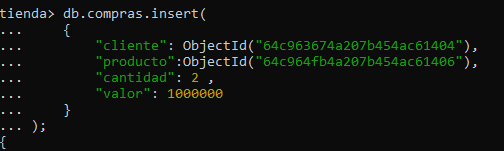 tienda> db.compras.insert(
...     {
...         "cliente": ObjectId("64c963674a207b454ac61404"),
...         "producto":ObjectId("64c964fb4a207b454ac61406"),
...         "cantidad": 2 ,
...         "valor": 1000000
...     }
... );
{